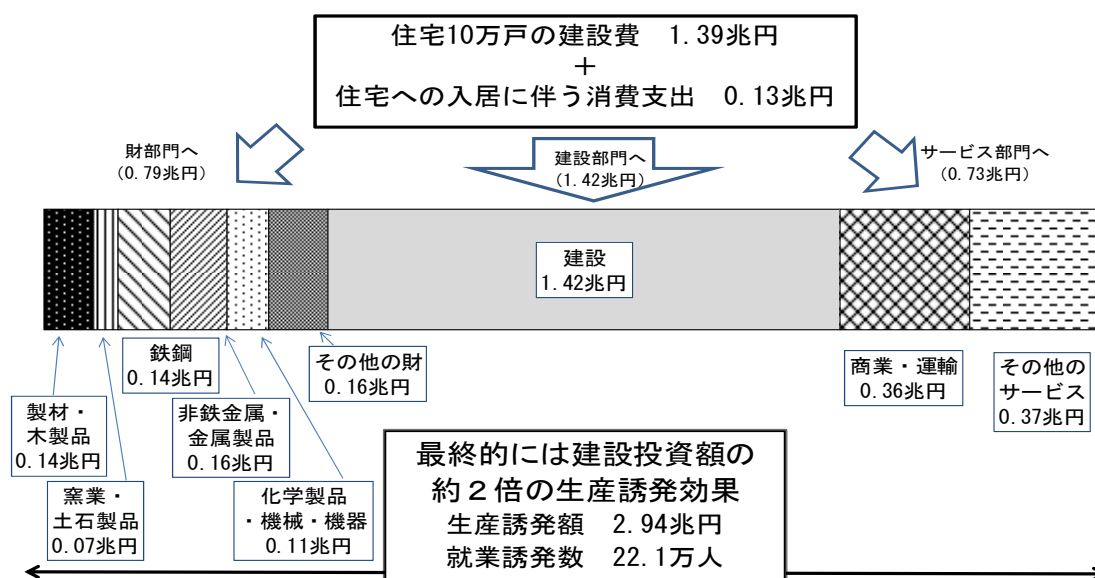 住宅10万戸の建設費　1.39兆円
＋
住宅への入居に伴う消費支出　0.13兆円
財部門へ
（0.79兆円）
建設部門へ
（1.42兆円）
サービス部門へ
（0.73兆円）
建設
1.42兆円
鉄鋼
0.14兆円
その他の財
0.16兆円
商業・運輸
0.36兆円
その他の
サービス
0.37兆円
製材・
木製品
0.14兆円
非鉄金属・
金属製品
0.16兆円
窯業・
土石製品
0.07兆円
化学製品
・機械・機器
0.11兆円
最終的には建設投資額の
約２倍の生産誘発効果
生産誘発額　2.94兆円
就業誘発数　22.1万人